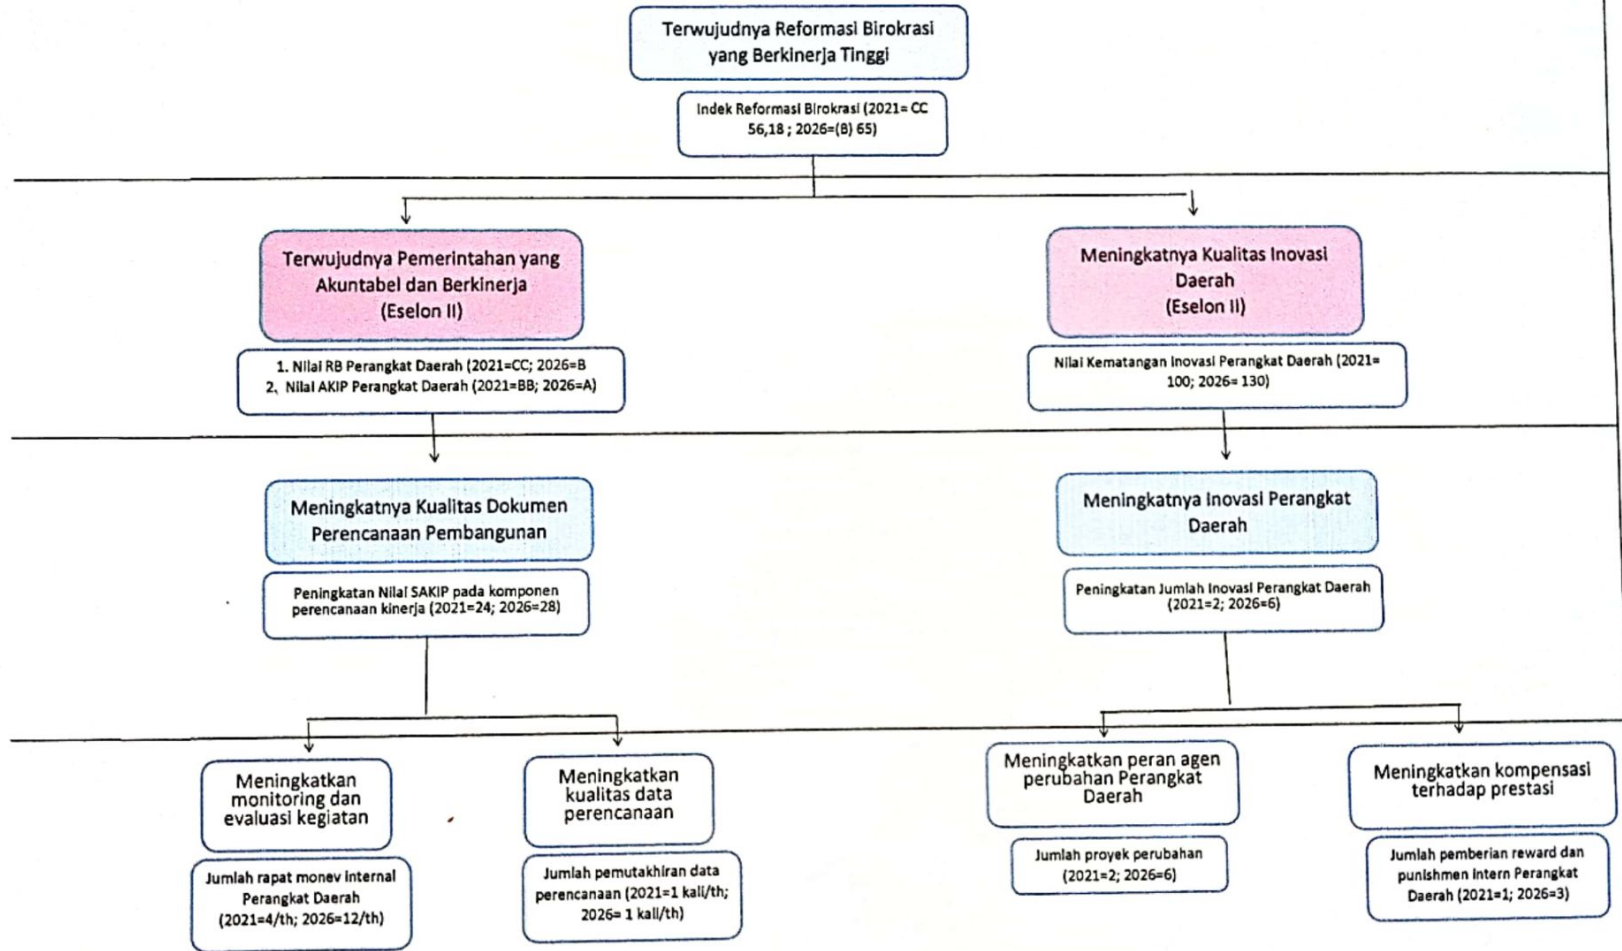 Terwujudnya Reformasi Birokrasi
yang Berkinerja Tinggi
Indek Reformasi Birokrasi (2021= CC
56,18 ; 2026=(B) 65)
Terwujudnya Pemerintahan yang
Akuntabel dan Berkinerja
(Eselon II)
1. Nilai RB Perangkat Daerah (2021=CC; 2026=B
2. Nilai AKIP Perangkat Daerah (2021=BB; 2026=A)
Meningkatnya Kualitas Inovasi
Daerah
(Eselon II)
Nilai Kematangan Inovasi Perangkat Daerah (2021=
100; 2026= 130)
Meningkatnya Kualitas Dokumen
Perencanaan Pembangunan
Peningkatan Nilai SAKIP pada komponen
perencanaan kinerja (2021=24; 2026=28)
Meningkatnya Inovasi Perangkat
Daerah
Peningkatan Jumlah Inovasi Perangkat Daerah
(2021=2; 2026=6)
Meningkatkan
monitoring dan
evaluasi kegiatan
Jumlah rapat monev internal
Perangkat Daerah
(2021=4/th; 2026=12/th)
Meningkatkan
kualitas data
perencanaan
Jumlah pemutakhiran data
perencanaan (2021=1 kali/th;
2026= 1 kali/th)
Meningkatkan peran agen
perubahan Perangkat
Daerah
Jumlah proyek perubahan
(2021=2; 2026=6)
Meningkatkan kompensasi
terhadap prestasi
Jumlah pemberian reward dan
punishmen Intern Perangkat
Daerah (2021=1; 2026=3)